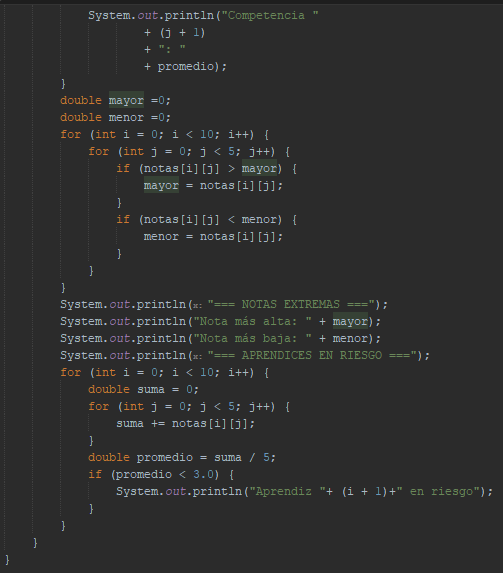 System.out.println("Competencia "
+ (j + 1)
+ ": "
+ promedio);
}
double mayor =0;
double menor =0;
for (int i = 0; i < 10; i++) {
for (int j = 0; j < 5; j++) {
if (notas[i][j] > mayor) {
mayor = notas[i][j];
}
if (notas[i][j] < menor) {
menor = notas[i][j];
}
}
}
System.out.println(x: "=== NOTAS EXTREMAS ===");
System.out.println("Nota más alta: " + mayor);
System.out.println("Nota más baja: " + menor);
System.out.println(x: "=== APRENDICES EN RIESGO ===");
for (int i = 0; i < 10; i++) {
double suma = 0;
for (int j = 0; j < 5; j++) {
suma += notas[i][j];
}
double promedio = suma / 5;
if (promedio < 3.0) {
System.out.println("Aprendiz "+ (i + 1)+" en riesgo");
}
}
}
}